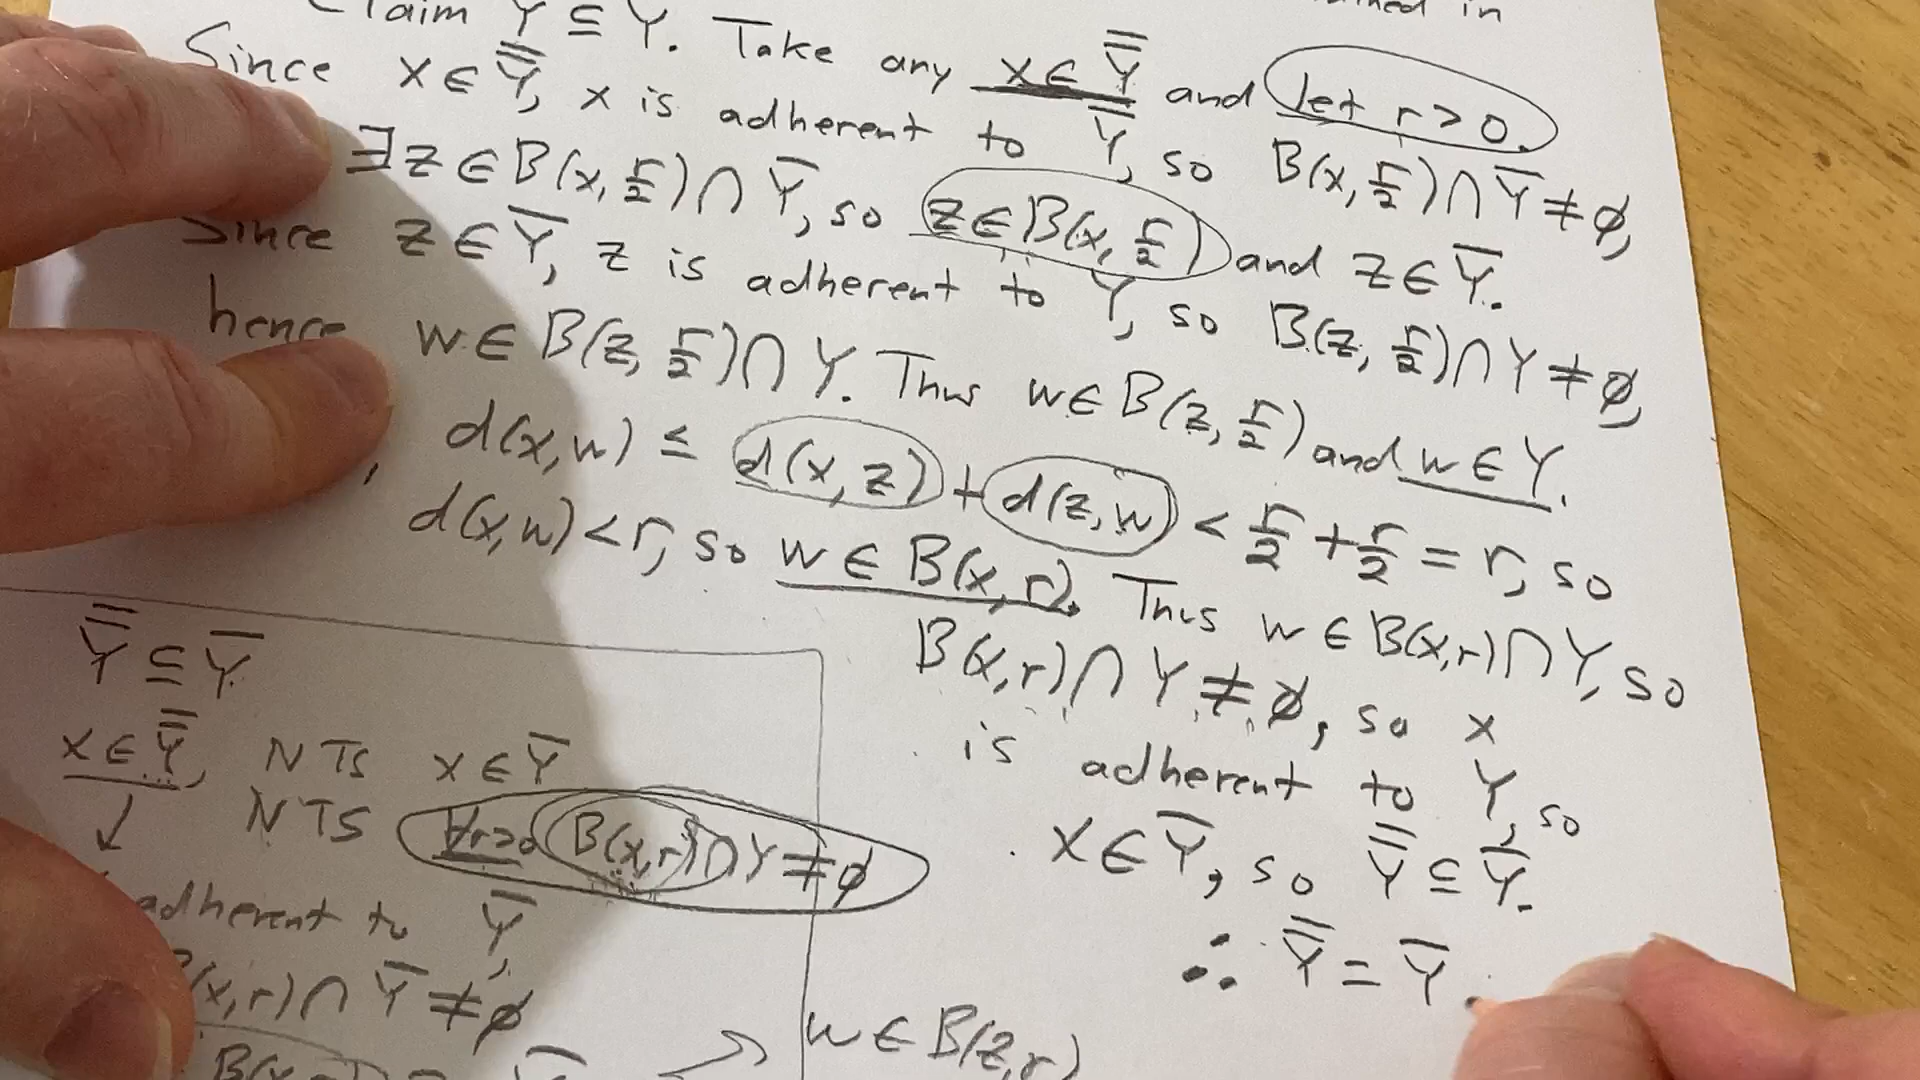 Claim Y̿ ⊆ Y̅. Take any x ∈ Y̿ and let r > 0.
Since x ∈ Y̿, x is adherent to Y̅, so B(x, r/2) ∩ Y̅ ≠ ∅,
∃ z ∈ B(x, r/2) ∩ Y̅, so z ∈ B(x, r/2) and z ∈ Y̅.
Since z ∈ Y̅, z is adherent to Y, so B(z, r/2) ∩ Y ≠ ∅,
hence w ∈ B(z, r/2) ∩ Y. Thus w ∈ B(z, r/2) and w ∈ Y.
d(x,w) ≤ d(x,z) + d(z,w) < r/2 + r/2 = r, so
d(x,w) < r, so w ∈ B(x,r). Thus w ∈ B(x,r) ∩ Y, so
B(x,r) ∩ Y ≠ ∅, so x
is adherent to Y, so
x ∈ Y̅, so Y̿ ⊆ Y̅.
∴ Y̿ = Y̅.
Y̿ ⊆ Y̅
x ∈ Y̿, NTS x ∈ Y̅
↓ NTS ∀r>0 B(x,r) ∩ Y ≠ ∅
adherent to Y̅,
B(x,r) ∩ Y̅ ≠ ∅
w ∈ B(z,r)